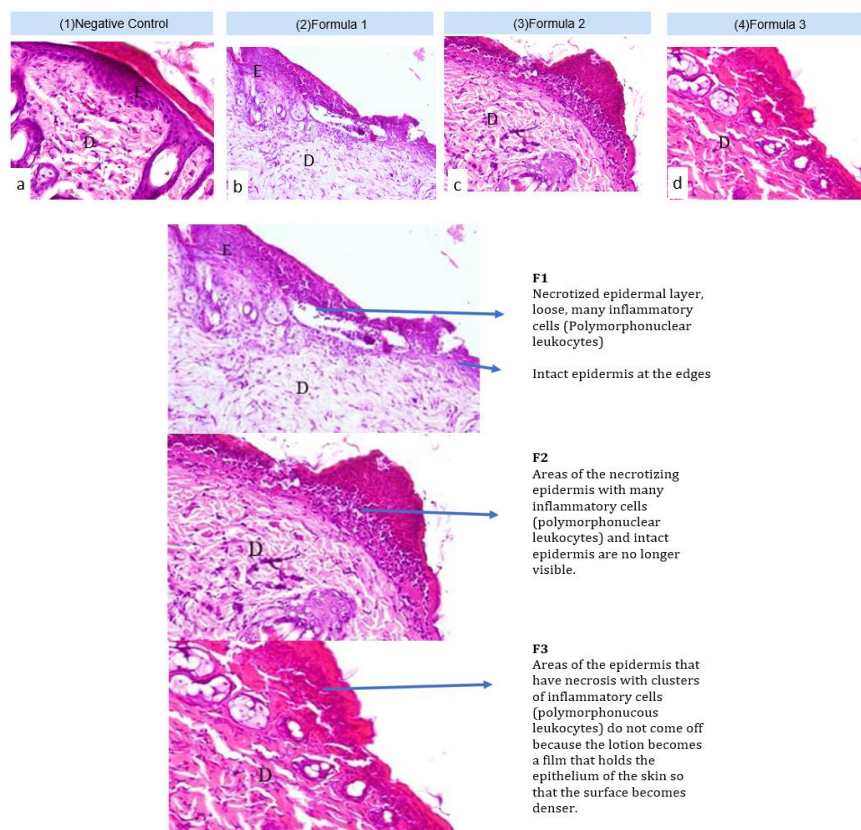 (1)Negative Control
(2)Formula 1
(3)Formula 2
(4)Formula 3
E
D
a
E
D
b
D
c
D
d
E
D
F1
Necrotized epidermal layer,
loose, many inflammatory
cells (Polymorphonuclear
leukocytes)
Intact epidermis at the edges
D
F2
Areas of the necrotizing
epidermis with many
inflammatory cells
(polymorphonuclear
leukocytes) and intact
epidermis are no longer
visible.
D
F3
Areas of the epidermis that
have necrosis with clusters
of inflammatory cells
(polymorphonucous
leukocytes) do not come off
because the lotion becomes
a film that holds the
epithelium of the skin so
that the surface becomes
denser.